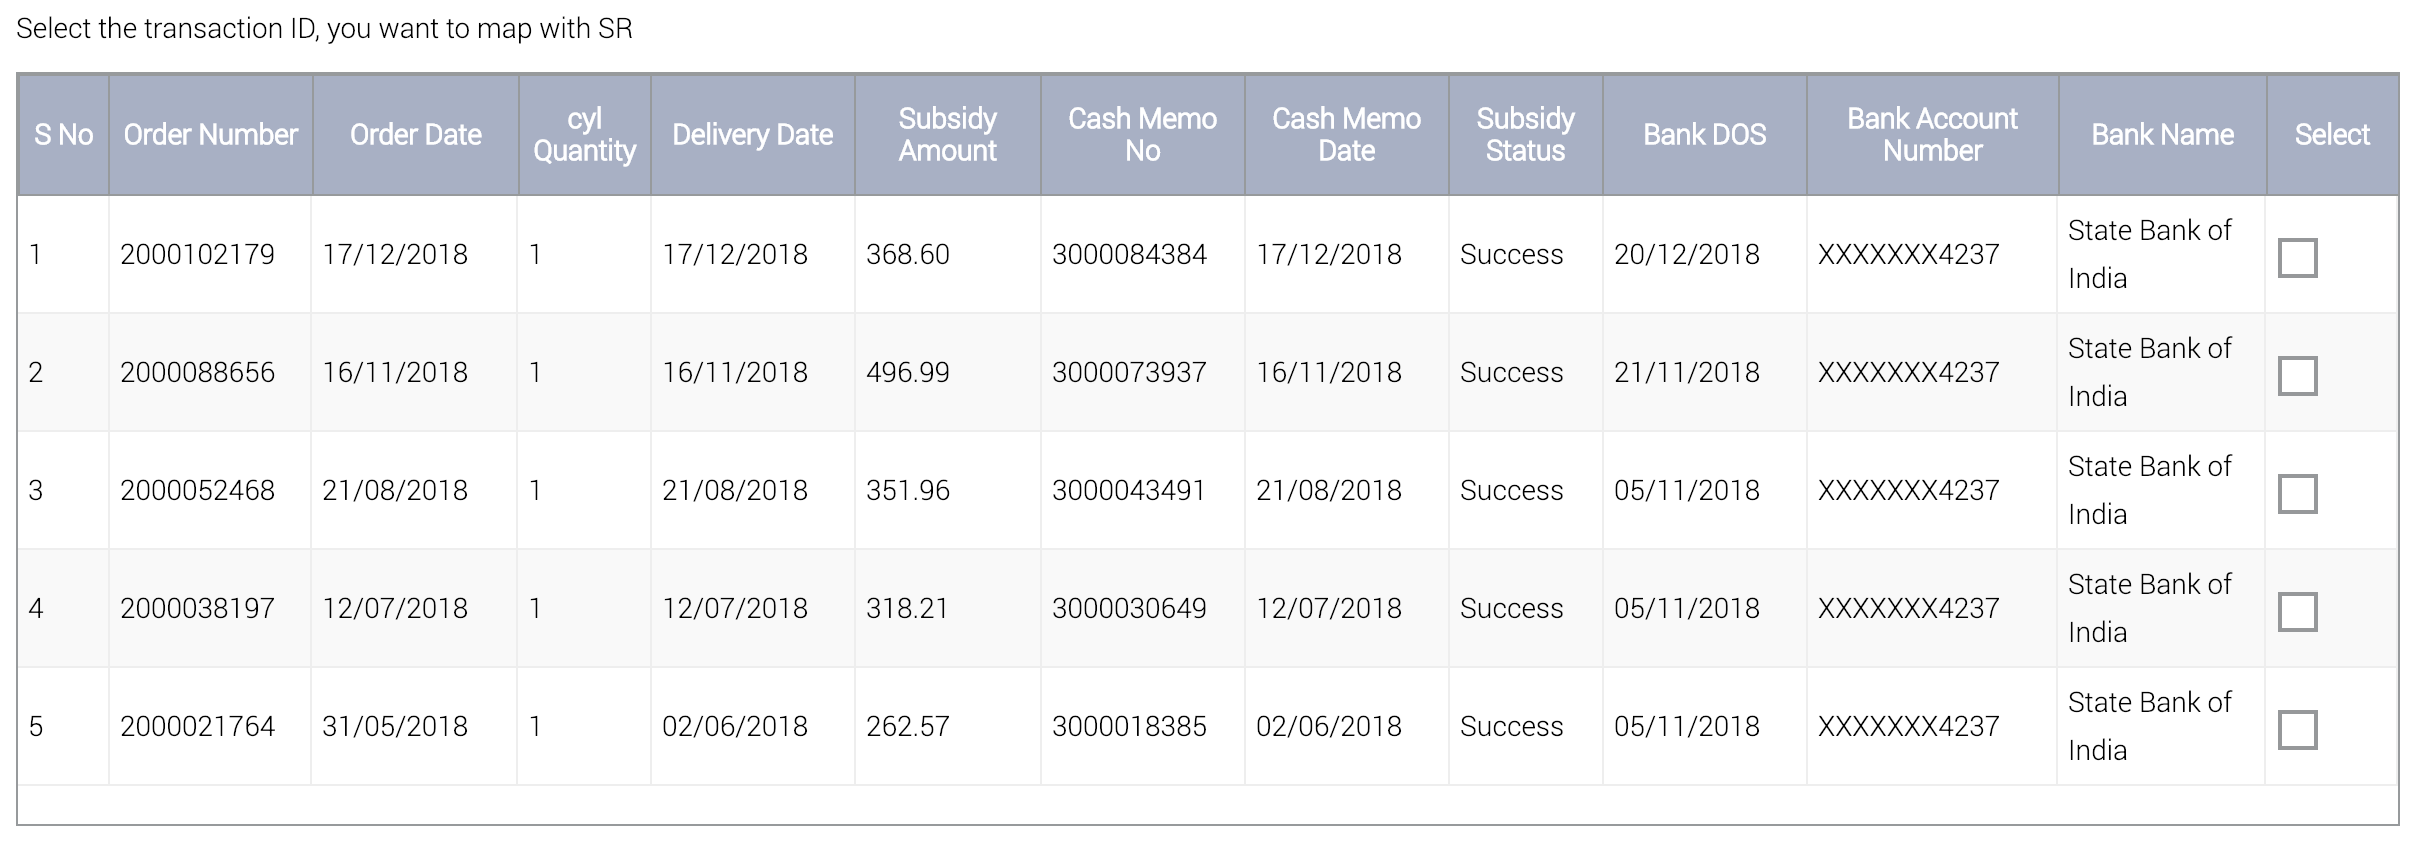 Select the transaction ID, you want to map with SR
S No Order Number Order Date cyl Quantity Delivery Date Subsidy Amount Cash Memo No Cash Memo Date Subsidy Status Bank DOS Bank Account Number Bank Name Select
1 2000102179 17/12/2018 1 17/12/2018 368.60 3000084384 17/12/2018 Success 20/12/2018 XXXXXXX4237 State Bank of India
2 2000088656 16/11/2018 1 16/11/2018 496.99 3000073937 16/11/2018 Success 21/11/2018 XXXXXXX4237 State Bank of India
3 2000052468 21/08/2018 1 21/08/2018 351.96 3000043491 21/08/2018 Success 05/11/2018 XXXXXXX4237 State Bank of India
4 2000038197 12/07/2018 1 12/07/2018 318.21 3000030649 12/07/2018 Success 05/11/2018 XXXXXXX4237 State Bank of India
5 2000021764 31/05/2018 1 02/06/2018 262.57 3000018385 02/06/2018 Success 05/11/2018 XXXXXXX4237 State Bank of India